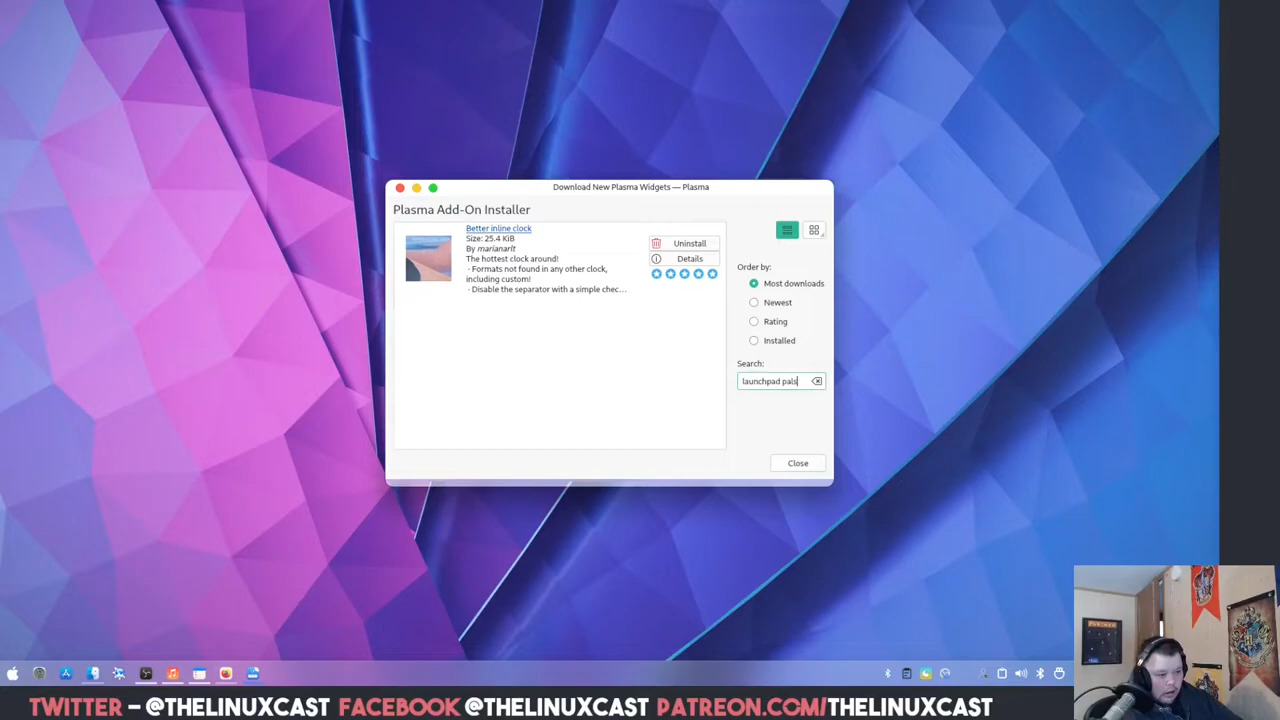 Download New Plasma Widgets — Plasma
Plasma Add-On Installer
Better inline clock
Size: 25.4 KiB
By marianarlt
The hottest clock around!
- Formats not found in any other clock,
including custom!
- Disable the separator with a simple chec...
Uninstall
Details
Order by:
Most downloads
Newest
Rating
Installed
Search:
launchpad pals
Close
TWITTER – @THELINUXCAST FACEBOOK @THELINUXCAST PATREON.COM/THELINUXCAST